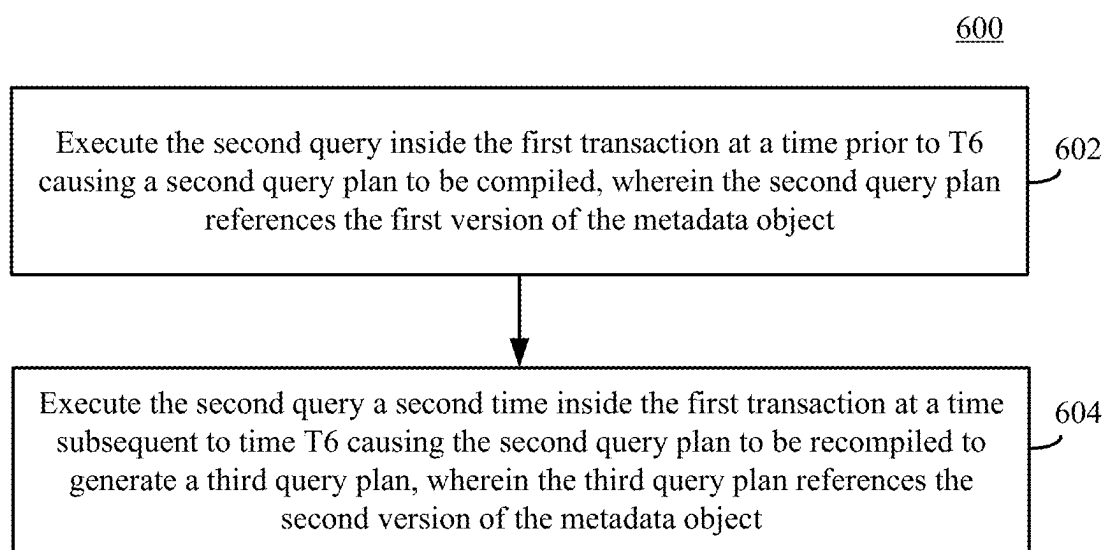 600
Execute the second query inside the first transaction at a time prior to T6
causing a second query plan to be compiled, wherein the second query plan
references the first version of the metadata object
602
Execute the second query a second time inside the first transaction at a time
subsequent to time T6 causing the second query plan to be recompiled to
generate a third query plan, wherein the third query plan references the
second version of the metadata object
604